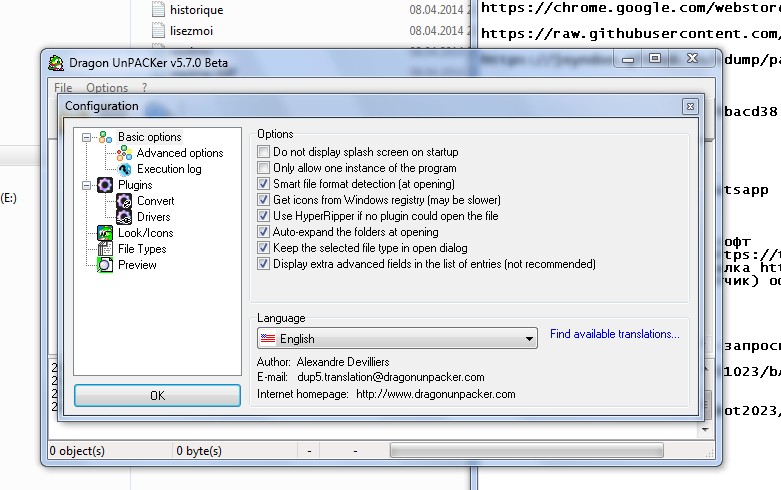 historique 08.04.2014 2
lisezmoi 08.04.2014 2
https://chrome.google.com/webstor
https://raw.githubusercontent.com/
dump/pa
bacd38
tsapp
офт
tps://t
лка htt
чик) ос
запрос
1023/b/
ot2023,
(E:)
Dragon UnPACKer v5.7.0 Beta
File Options ?
Configuration
Basic options
Advanced options
Execution log
Plugins
Convert
Drivers
Look/Icons
File Types
Preview
OK
Options
Do not display splash screen on startup
Only allow one instance of the program
Smart file format detection (at opening)
Get icons from Windows registry (may be slower)
Use HyperRipper if no plugin could open the file
Auto-expand the folders at opening
Keep the selected file type in open dialog
Display extra advanced fields in the list of entries (not recommended)
Language
English
Find available translations...
Author: Alexandre Devilliers
E-mail: dup5.translation@dragonunpacker.com
Internet homepage: http://www.dragonunpacker.com
0 object(s) 0 byte(s) - -